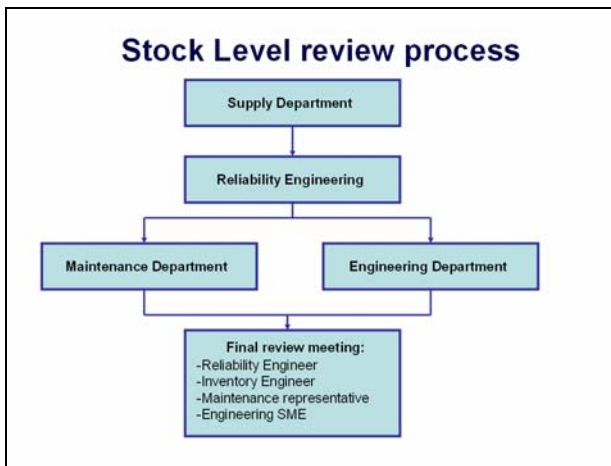 Stock Level review process
Supply Department
Reliability Engineering
Maintenance Department
Engineering Department
Final review meeting:
-Reliability Engineer
-Inventory Engineer
-Maintenance representative
-Engineering SME